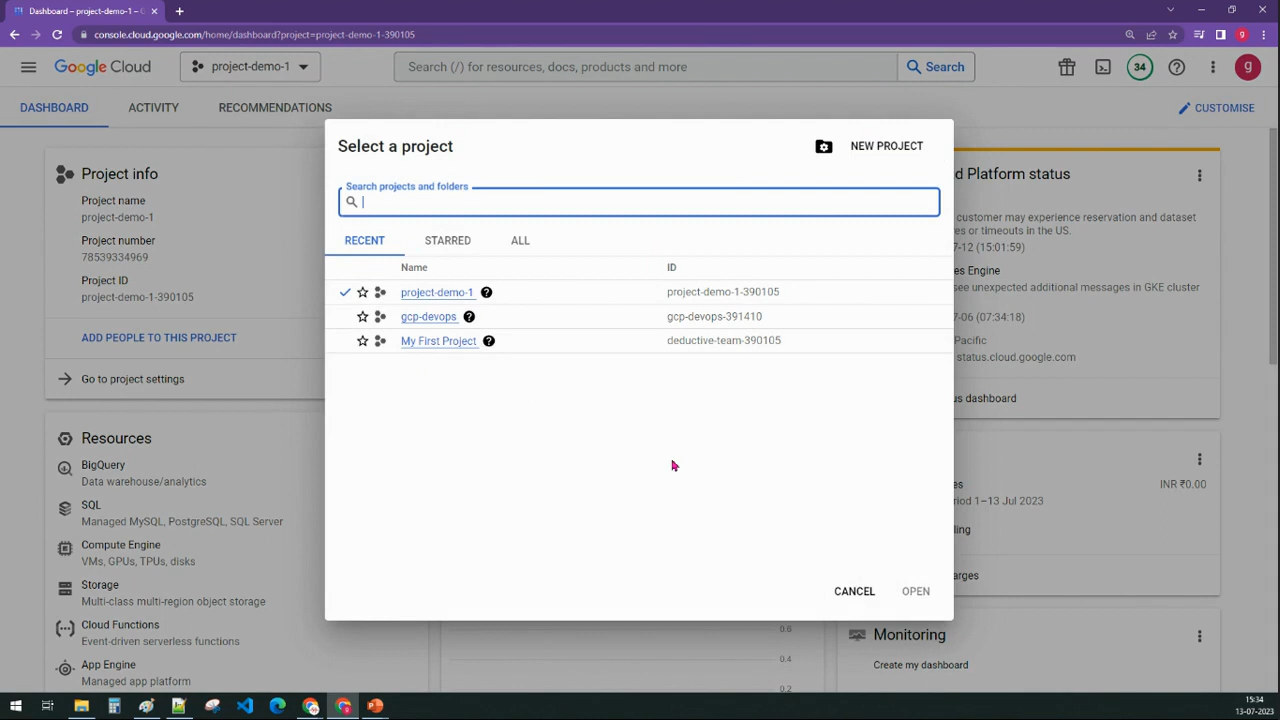 Dashboard – project-demo-1 – G
console.cloud.google.com/home/dashboard?project=project-demo-1-390105
g
Google Cloud
project-demo-1
Search (/) for resources, docs, products and more
Search
34
g
DASHBOARD
ACTIVITY
RECOMMENDATIONS
CUSTOMISE
Project info
Project name
project-demo-1
Project number
78539334969
Project ID
project-demo-1-390105
ADD PEOPLE TO THIS PROJECT
Go to project settings
Resources
BigQuery
Data warehouse/analytics
SQL
Managed MySQL, PostgreSQL, SQL Server
Compute Engine
VMs, GPUs, TPUs, disks
Storage
Multi-class multi-region object storage
Cloud Functions
Event-driven serverless functions
App Engine
Managed app platform
Select a project
NEW PROJECT
Search projects and folders
RECENT
STARRED
ALL
Name
ID
project-demo-1
project-demo-1-390105
gcp-devops
gcp-devops-391410
My First Project
deductive-team-390105
CANCEL
OPEN
0.6
0.4
0.2
d Platform status
customer may experience reservation and dataset
res or timeouts in the US.
-12 (15:01:59)
es Engine
see unexpected additional messages in GKE cluster
-06 (07:34:18)
Pacific
status.cloud.google.com
us dashboard
es
INR ₹0.00
riod 1–13 Jul 2023
ling
arges
Monitoring
Create my dashboard
15:34
13-07-2023